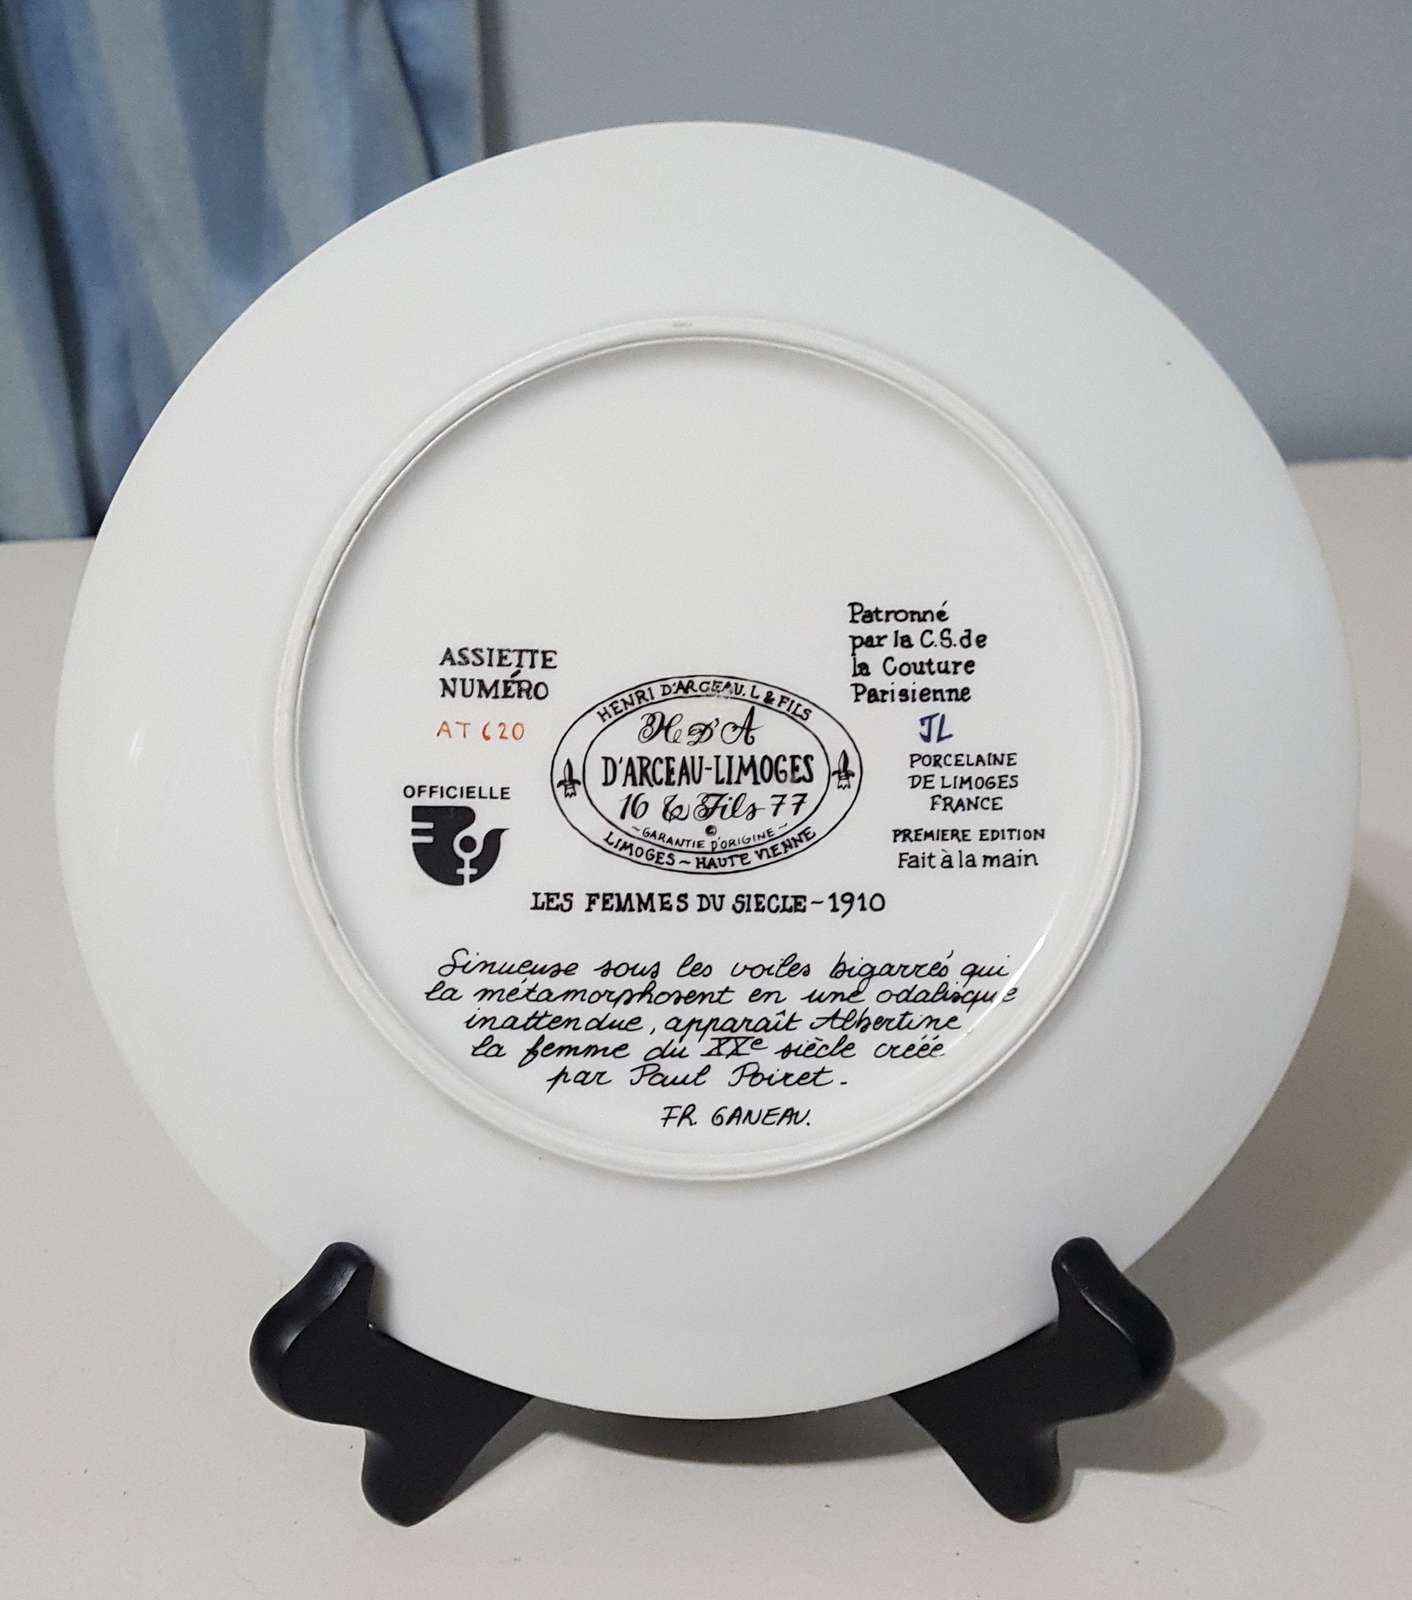 ASSIETTE
NUMÉRO
AT 620
OFFICIELLE
HENRI D'ARCEAU. L & FILS
H D'A
D'ARCEAU-LIMOGES
16 & Fils 77
©
~GARANTIE D'ORIGINE~
LIMOGES~HAUTE VIENNE
Patronné
par la C.S. de
la Couture
Parisienne
JL
PORCELAINE
DE LIMOGES
FRANCE
PREMIERE EDITION
Fait à la main
LES FEMMES DU SIECLE~1910
Sinueuse sous les voiles bigarrés qui
la métamorphosent en une odalisque
inattendue, apparaît Albertine
la femme du XXe siècle créée
par Paul Poiret.
FR. GANEAU.